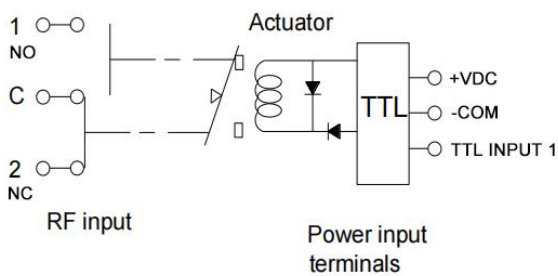 Actuator
1
NO
C
2
NC
TTL
+VDC
-COM
TTL INPUT 1
RF input
Power input
terminals